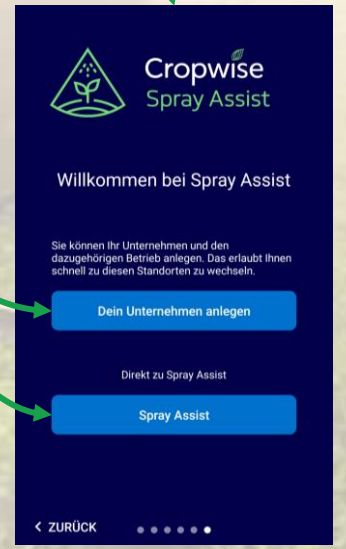 Cropwise
Spray Assist
Willkommen bei Spray Assist
Sie können Ihr Unternehmen und den
dazugehörigen Betrieb anlegen. Das erlaubt Ihnen
schnell zu diesen Standorten zu wechseln.
Dein Unternehmen anlegen
Direkt zu Spray Assist
Spray Assist
< ZURÜCK